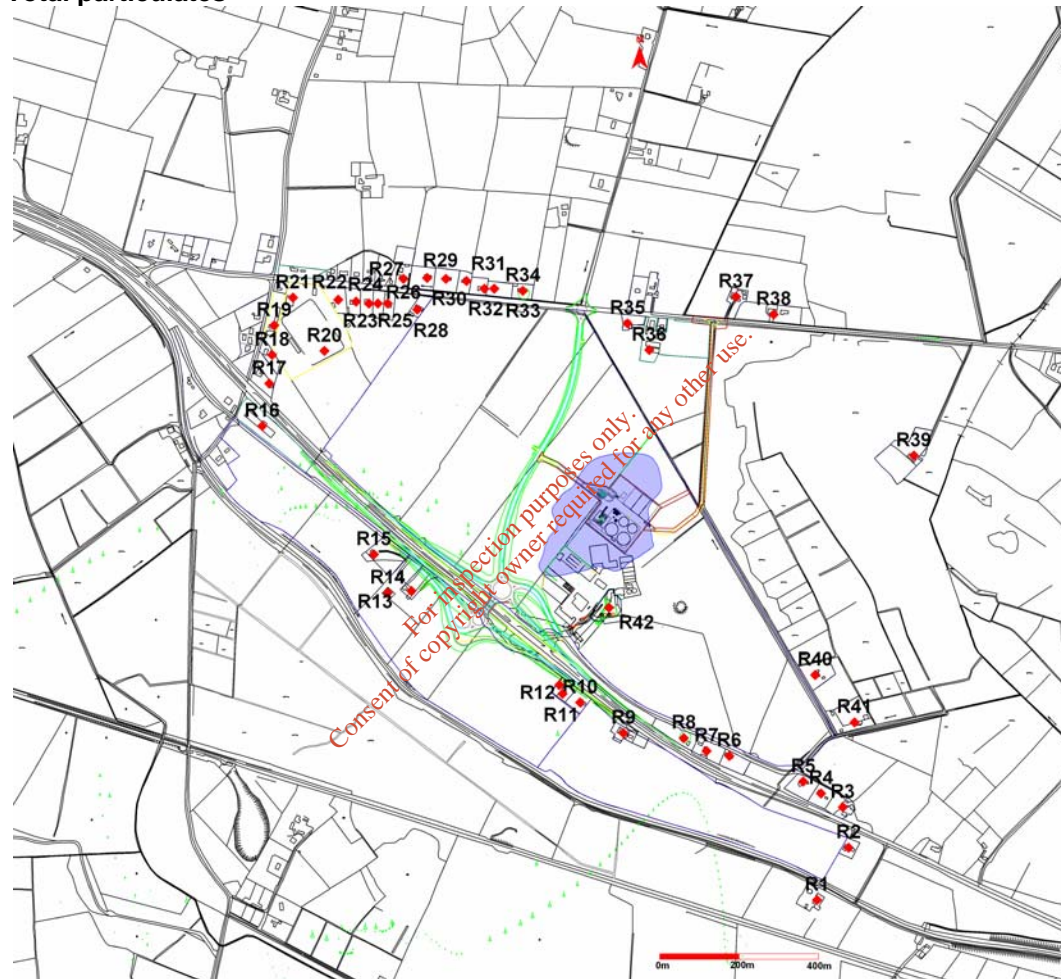 Total particulates
R37
R38
R27
R29
R31
R34
R21
R22
R24
R26
R30
R32
R33
R35
R19
R23
R25
R28
R36
R18
R20
R17
R16
R39
R15
R14
R13
R42
R12
R10
R11
R9
R8
R7
R6
R40
R41
R5
R4
R3
R2
R1
For inspection purposes only.
Consent of copyright owner required for any other use.
0m 200m 400m